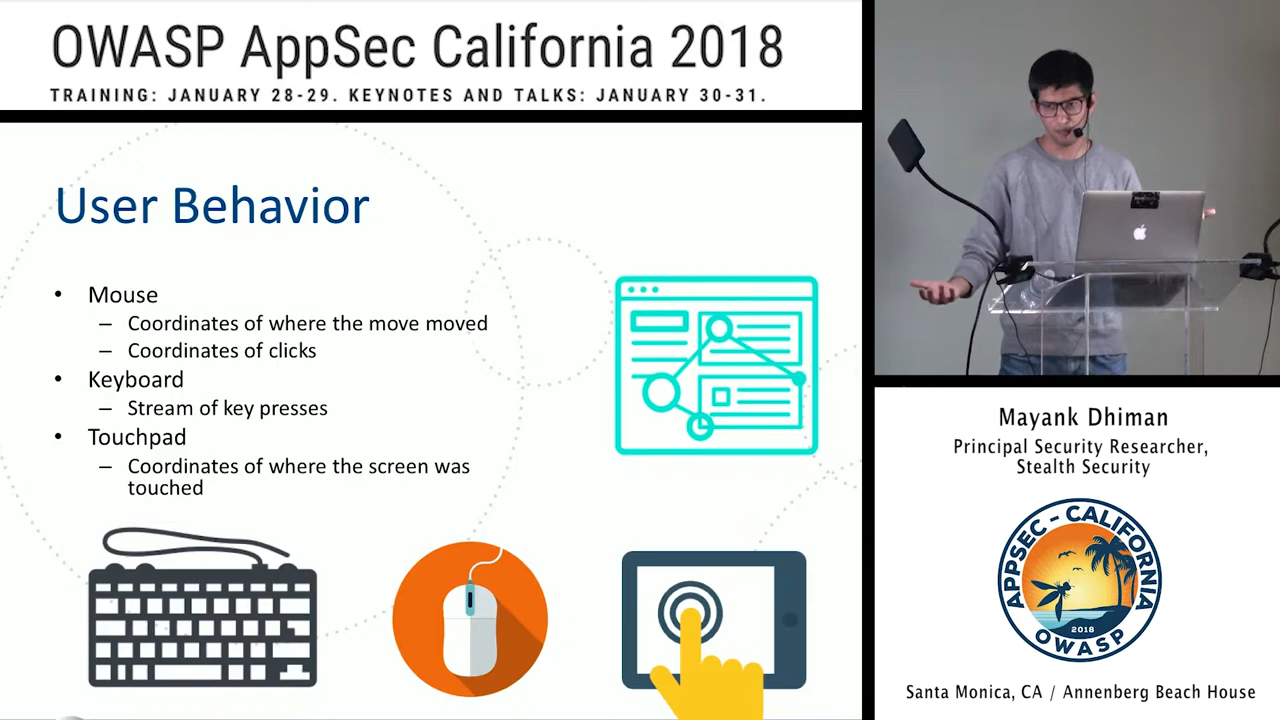 OWASP AppSec California 2018
TRAINING: JANUARY 28-29. KEYNOTES AND TALKS: JANUARY 30-31.
User Behavior
• Mouse
– Coordinates of where the move moved
– Coordinates of clicks
• Keyboard
– Stream of key presses
• Touchpad
– Coordinates of where the screen was
touched
Mayank Dhiman
Principal Security Researcher,
Stealth Security
APPSEC - CALIFORNIA
2018
OWASP
Santa Monica, CA / Annenberg Beach House